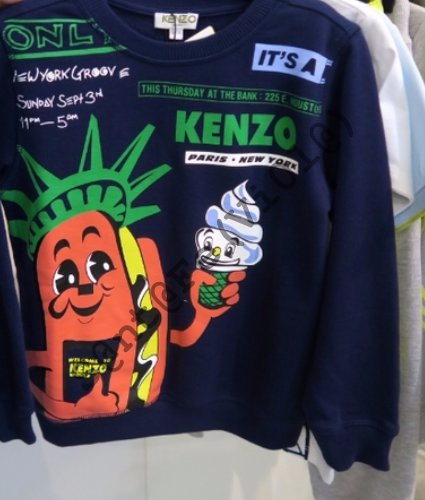 KENZO
ONLY
IT'S A
NEW YORK GROOVE
SUNDAY SEPT 3rd
11PM — 5AM
THIS THURSDAY AT THE BANK : 225 E. HOUSTON
KENZO
PARIS • NEW YORK
WELCOME TO
KENZO